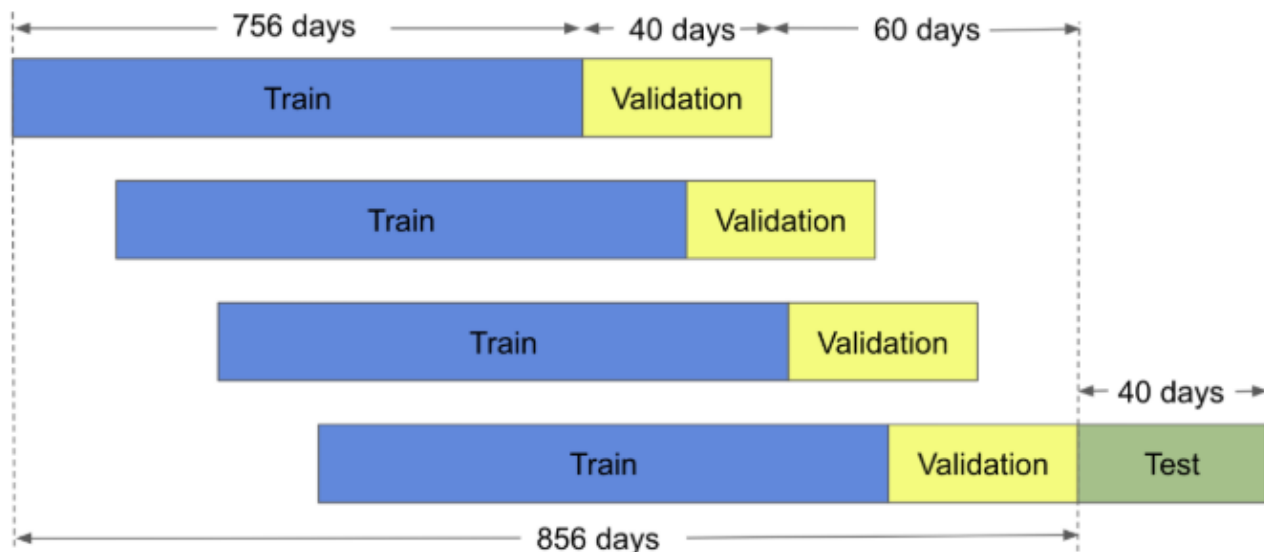 756 days 40 days 60 days
Train Validation
Train Validation
Train Validation
40 days
Train Validation Test
856 days